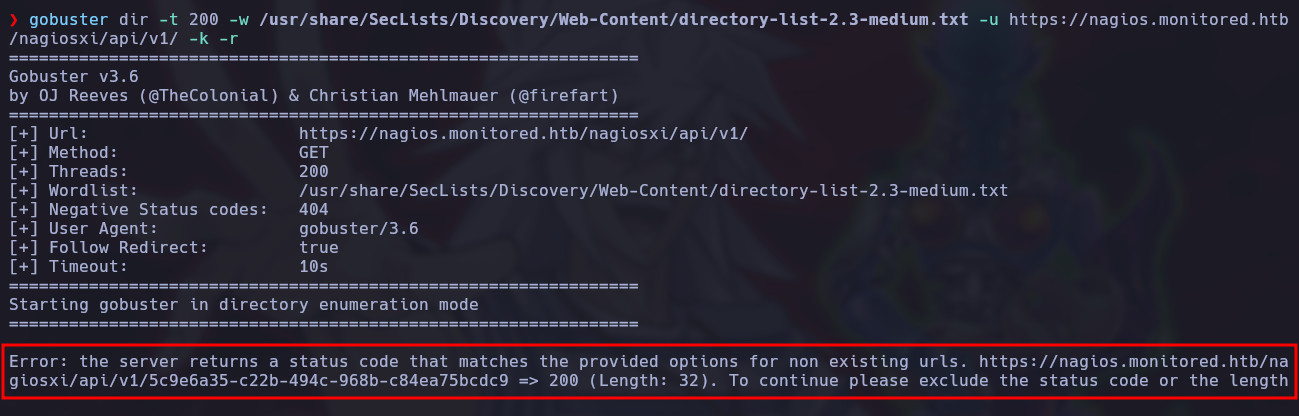 ❯ gobuster dir -t 200 -w /usr/share/SecLists/Discovery/Web-Content/directory-list-2.3-medium.txt -u https://nagios.monitored.htb
/nagiosxi/api/v1/ -k -r
===============================================================
Gobuster v3.6
by OJ Reeves (@TheColonial) & Christian Mehlmauer (@firefart)
===============================================================
[+] Url:                     https://nagios.monitored.htb/nagiosxi/api/v1/
[+] Method:                  GET
[+] Threads:                 200
[+] Wordlist:                /usr/share/SecLists/Discovery/Web-Content/directory-list-2.3-medium.txt
[+] Negative Status codes:   404
[+] User Agent:              gobuster/3.6
[+] Follow Redirect:         true
[+] Timeout:                 10s
===============================================================
Starting gobuster in directory enumeration mode
===============================================================
Error: the server returns a status code that matches the provided options for non existing urls. https://nagios.monitored.htb/na
giosxi/api/v1/5c9e6a35-c22b-494c-968b-c84ea75bcdc9 => 200 (Length: 32). To continue please exclude the status code or the length